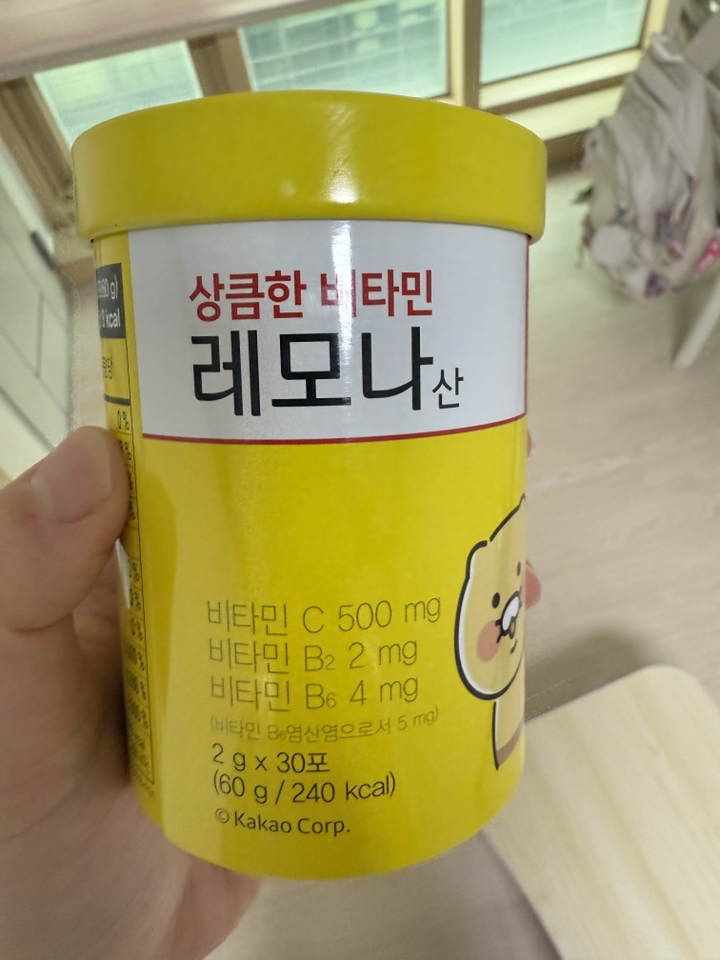 상큼한 비타민
레모나산
비타민 C 500 mg
비타민 B2 2 mg
비타민 B6 4 mg
(비타민 B6염산염으로서 5 mg)
2 g x 30포
(60 g / 240 kcal)
© Kakao Corp.
kcal
0%